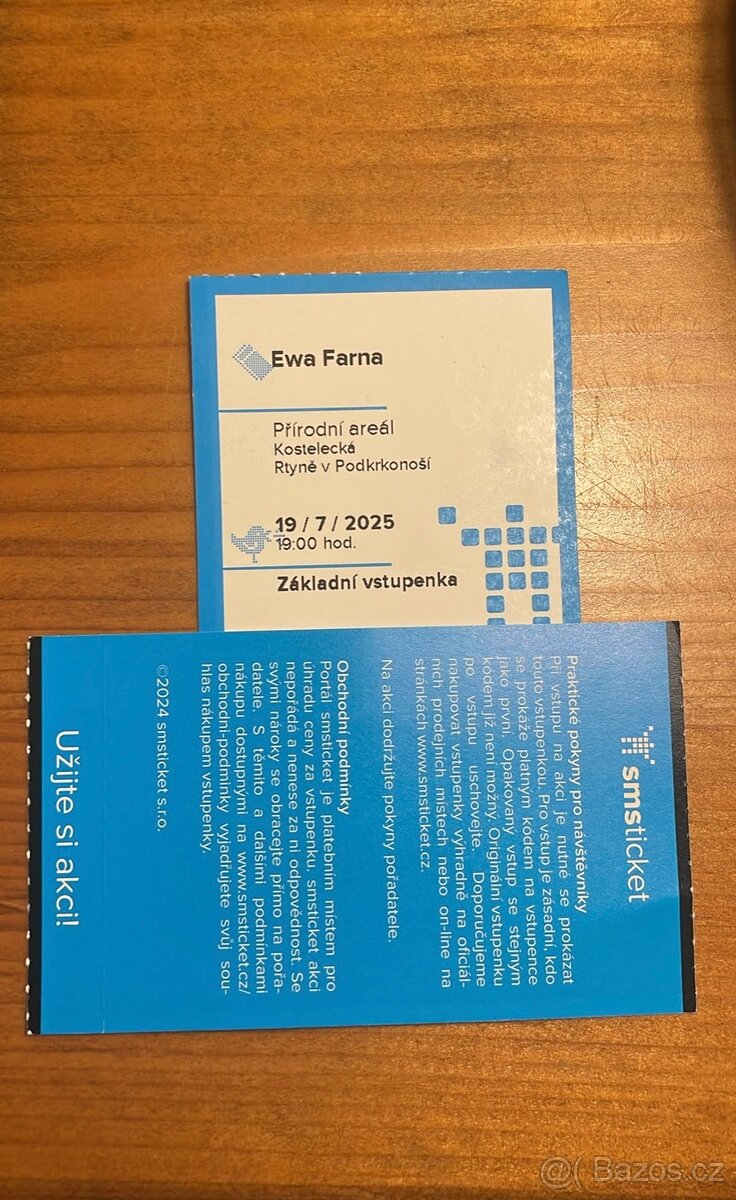 Ewa Farna
Přírodní areál
Kostelecká
Rtyně v Podkrkonoší
19 / 7 / 2025
19:00 hod.
Základní vstupenka
smsticket
Praktické pokyny pro návštěvníky
Při vstupu na akci je nutné se prokázat
touto vstupenkou. Pro vstup je zásadní, kdo
se prokáže platným kódem na vstupence
jako první. Opakovaný vstup se stejným
kódem již není možný. Originální vstupenku
po vstupu uschovejte. Doporučujeme
nakupovat vstupenky výhradně na oficiál-
ních prodejních místech nebo on-line na
stránkách www.smsticket.cz.
Na akci dodržujte pokyny pořadatele.
Obchodní podmínky
Portál smsticket je platebním místem pro
úhradu ceny za vstupenku. smsticket akci
nepořádá a nenese za ni odpovědnost. Se
svými nároky se obracejte přímo na pořa-
datele. S těmito a dalšími podmínkami
nákupu dostupnými na www.smsticket.cz/
obchodni-podminky vyjadřujete svůj sou-
hlas nákupem vstupenky.
©2024 smsticket s.r.o.
Užijte si akci!
@( Bazos.cz